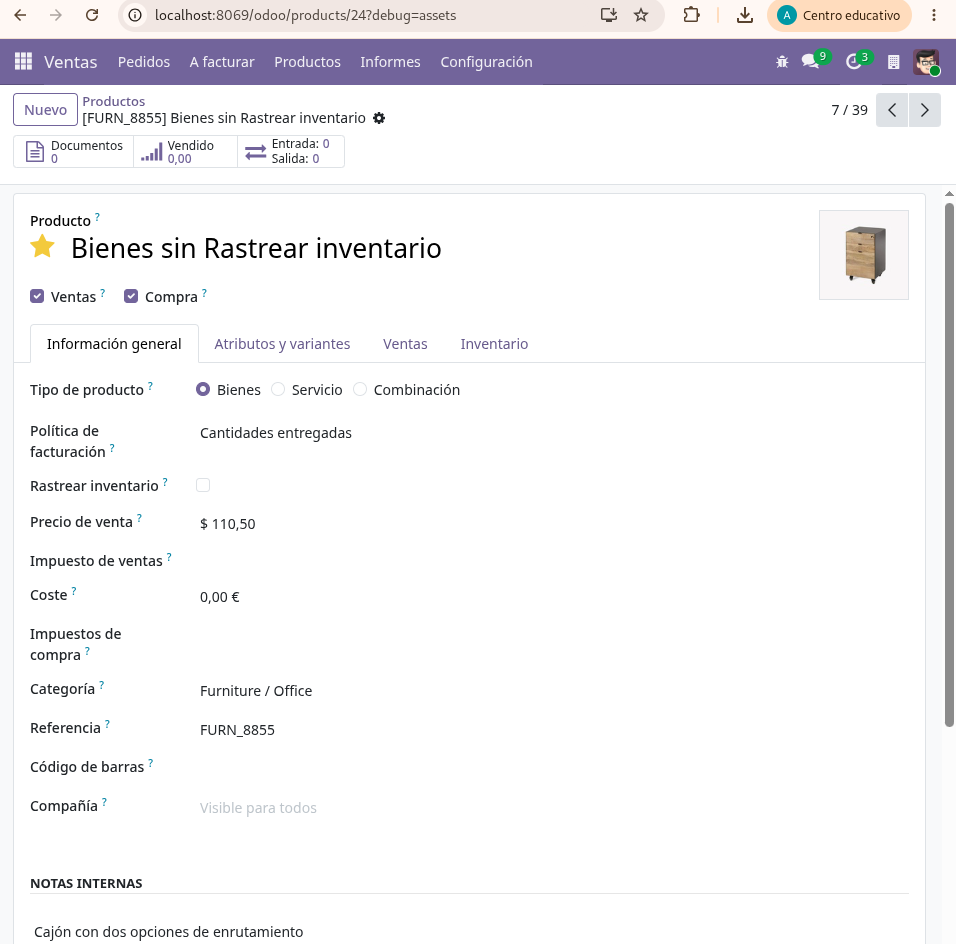 localhost:8069/odoo/products/24?debug=assets
A Centro educativo
Ventas Pedidos A facturar Productos Informes Configuración 9 3
Nuevo Productos
[FURN_8855] Bienes sin Rastrear inventario
7 / 39
Documentos 0
Vendido 0,00
Entrada: 0
Salida: 0
Producto ?
Bienes sin Rastrear inventario
Ventas ? Compra ?
Información general Atributos y variantes Ventas Inventario
Tipo de producto ? Bienes Servicio Combinación
Política de facturación ? Cantidades entregadas
Rastrear inventario ?
Precio de venta ? $ 110,50
Impuesto de ventas ?
Coste ? 0,00 €
Impuestos de compra ?
Categoría ? Furniture / Office
Referencia ? FURN_8855
Código de barras ?
Compañía ? Visible para todos
NOTAS INTERNAS
Cajón con dos opciones de enrutamiento